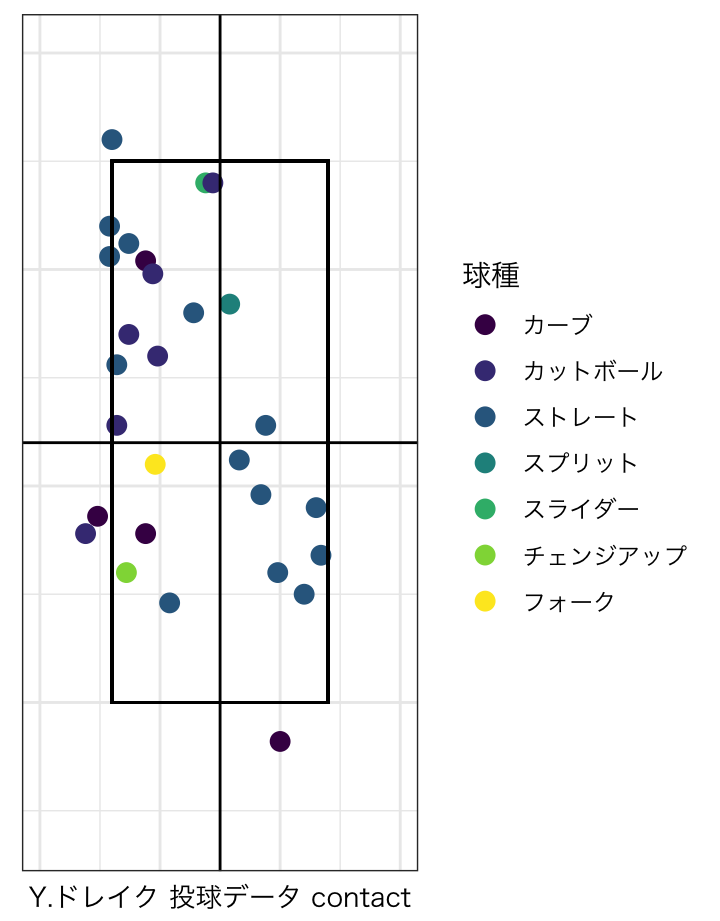 球種
カーブ
カットボール
ストレート
スプリット
スライダー
チェンジアップ
フォーク
Y.ドレイク 投球データ contact